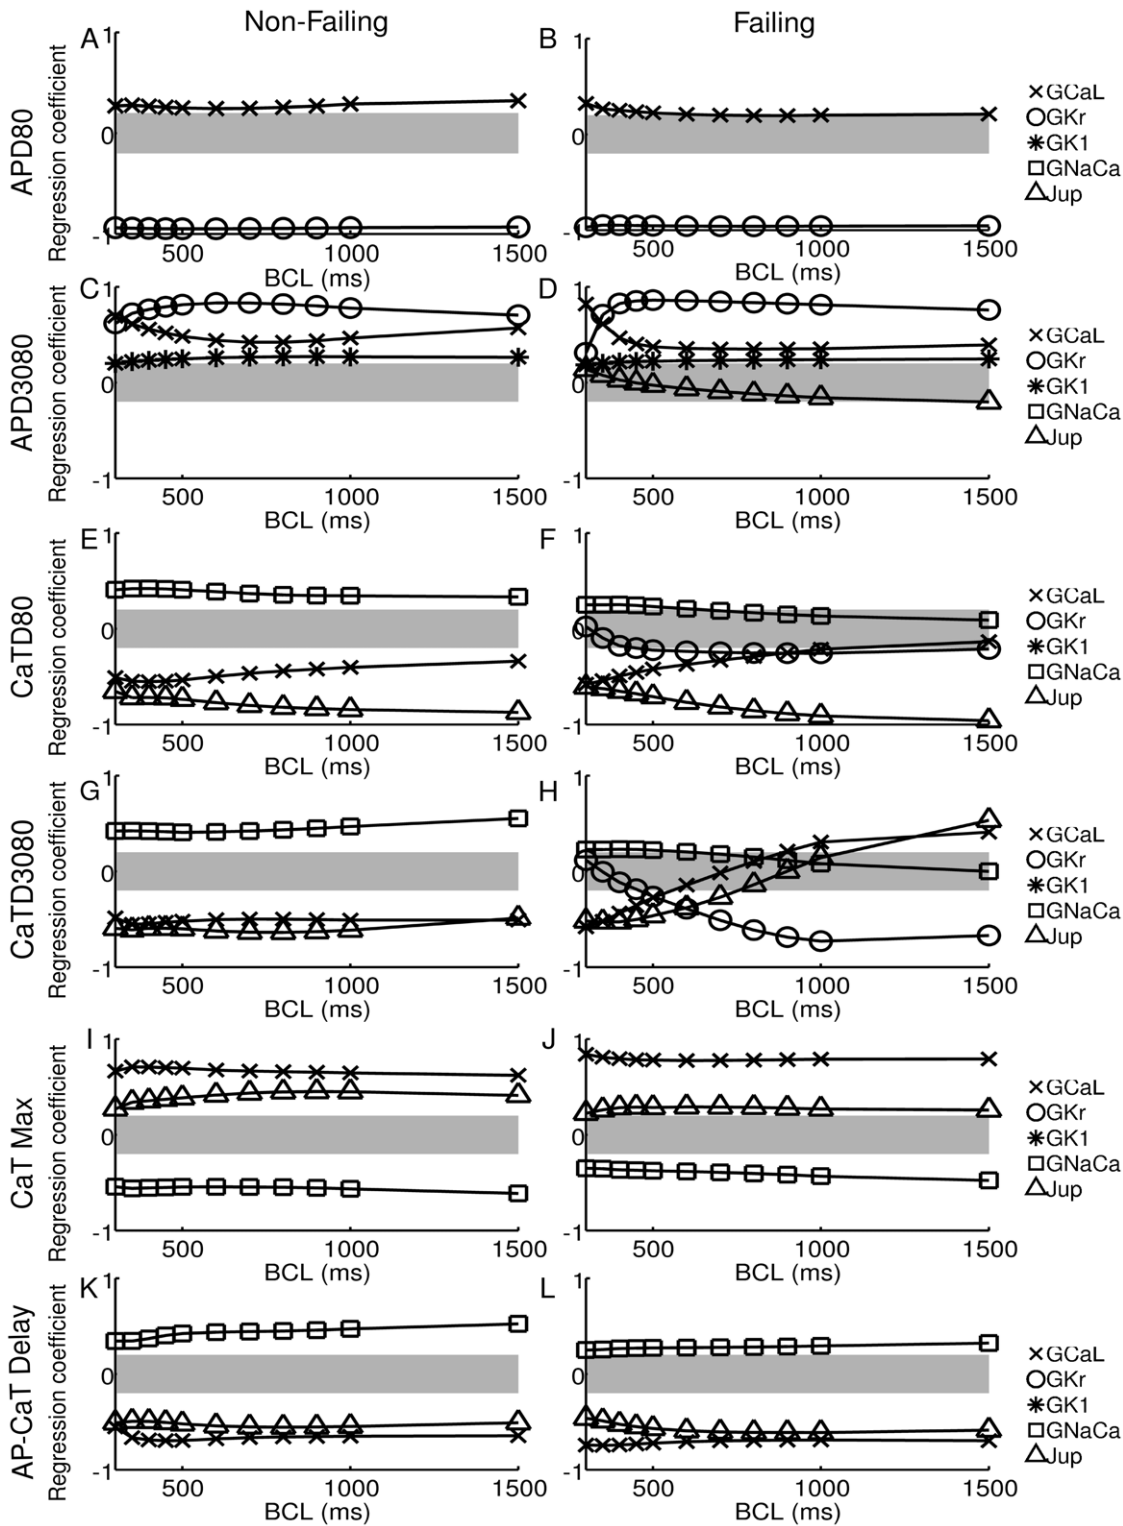 Non-Failing Failing
A 1 B 1
APD80 Regression coefficient 0 0
-1 500 1000 1500 -1 500 1000 1500
BCL (ms) BCL (ms)
GCaL
GKr
GK1
GNaCa
Jup
C 1 D 1
APD3080 Regression coefficient 0 0
-1 500 1000 1500 -1 500 1000 1500
BCL (ms) BCL (ms)
GCaL
GKr
GK1
GNaCa
Jup
E 1 F 1
CaTD80 Regression coefficient 0 0
-1 500 1000 1500 -1 500 1000 1500
BCL (ms) BCL (ms)
GCaL
GKr
GK1
GNaCa
Jup
G 1 H 1
CaTD3080 Regression coefficient 0 0
-1 500 1000 1500 -1 500 1000 1500
BCL (ms) BCL (ms)
GCaL
GKr
GK1
GNaCa
Jup
I 1 J 1
CaT Max Regression coefficient 0 0
-1 500 1000 1500 -1 500 1000 1500
BCL (ms) BCL (ms)
GCaL
GKr
GK1
GNaCa
Jup
K 1 L 1
AP-CaT Delay Regression coefficient 0 0
-1 500 1000 1500 -1 500 1000 1500
BCL (ms) BCL (ms)
GCaL
GKr
GK1
GNaCa
Jup